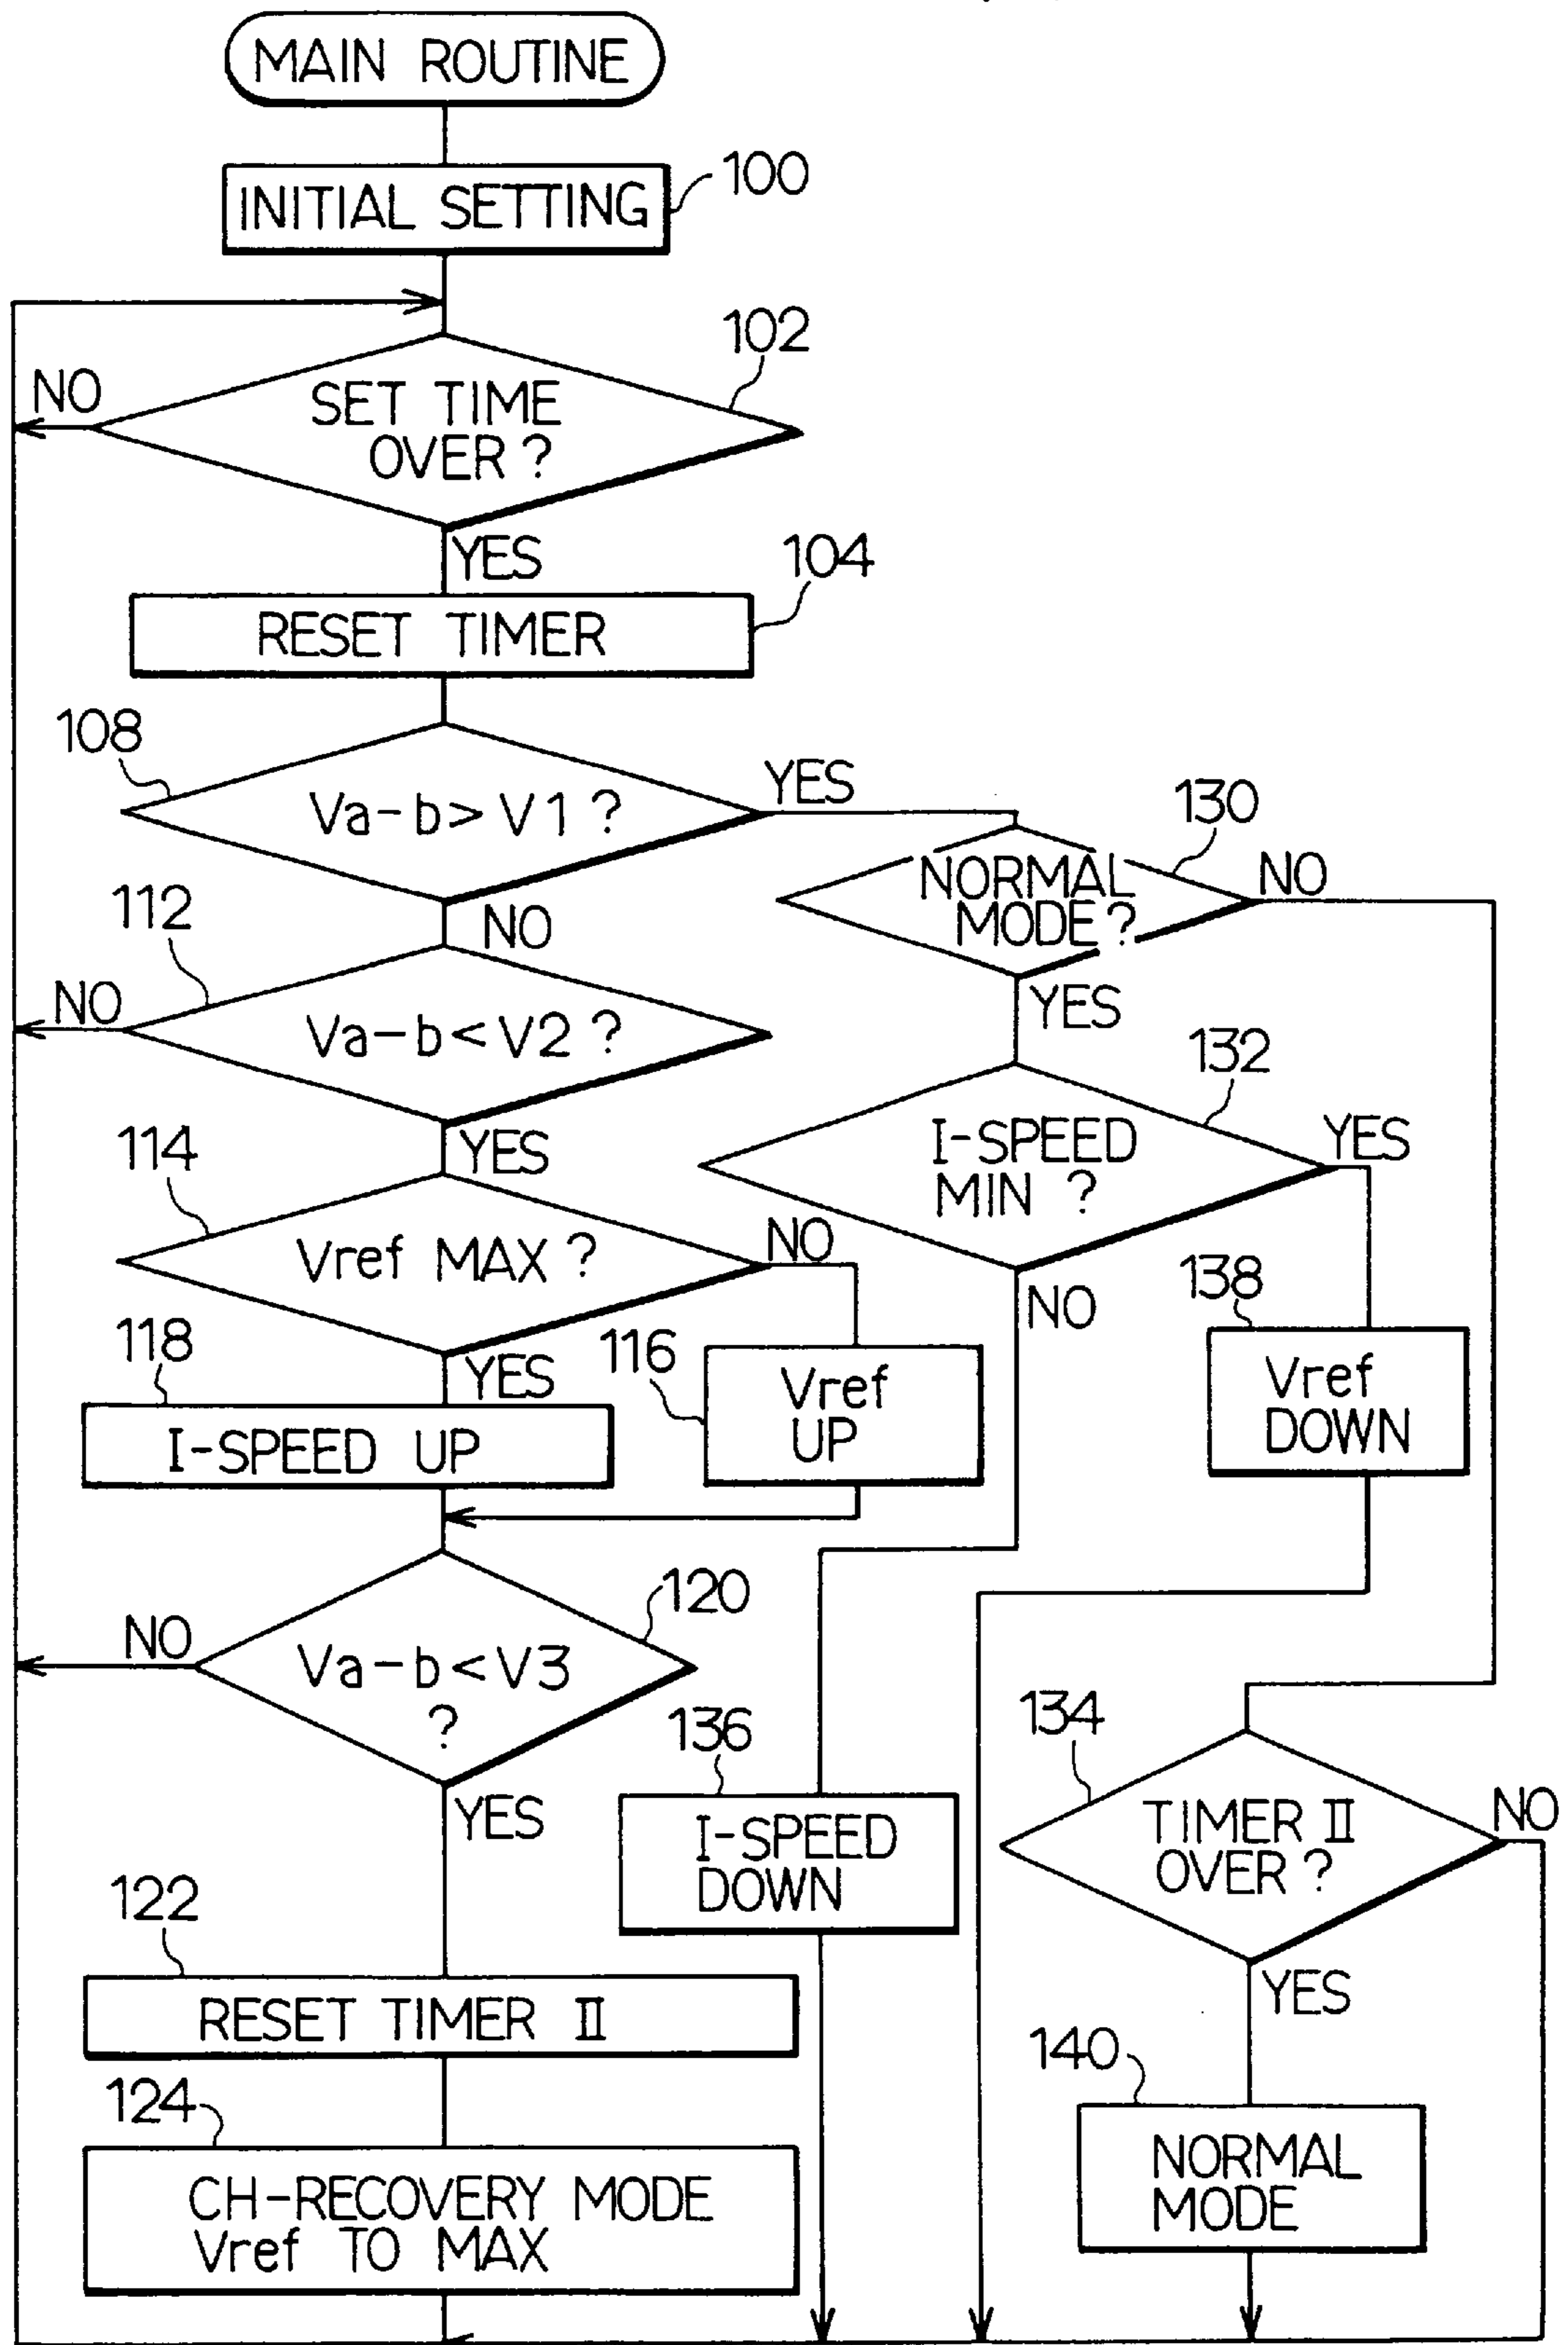 MAIN ROUTINE
INITIAL SETTING
100
102
NO
SET TIME
OVER ?
YES
104
RESET TIMER
108
Va-b> V1 ?
YES
130
NORMAL
MODE?
NO
NO
112
YES
NO
Va-b< V2 ?
132
I-SPEED
MIN ?
YES
YES
114
Vref MAX ?
NO
NO
138
Vref
DOWN
118
YES
116
Vref
UP
I-SPEED UP
120
NO
Va-b< V3
?
136
134
YES
I-SPEED
DOWN
TIMER II
OVER ?
NO
122
YES
RESET TIMER II
140
124
NORMAL
MODE
CH-RECOVERY MODE
Vref TO MAX